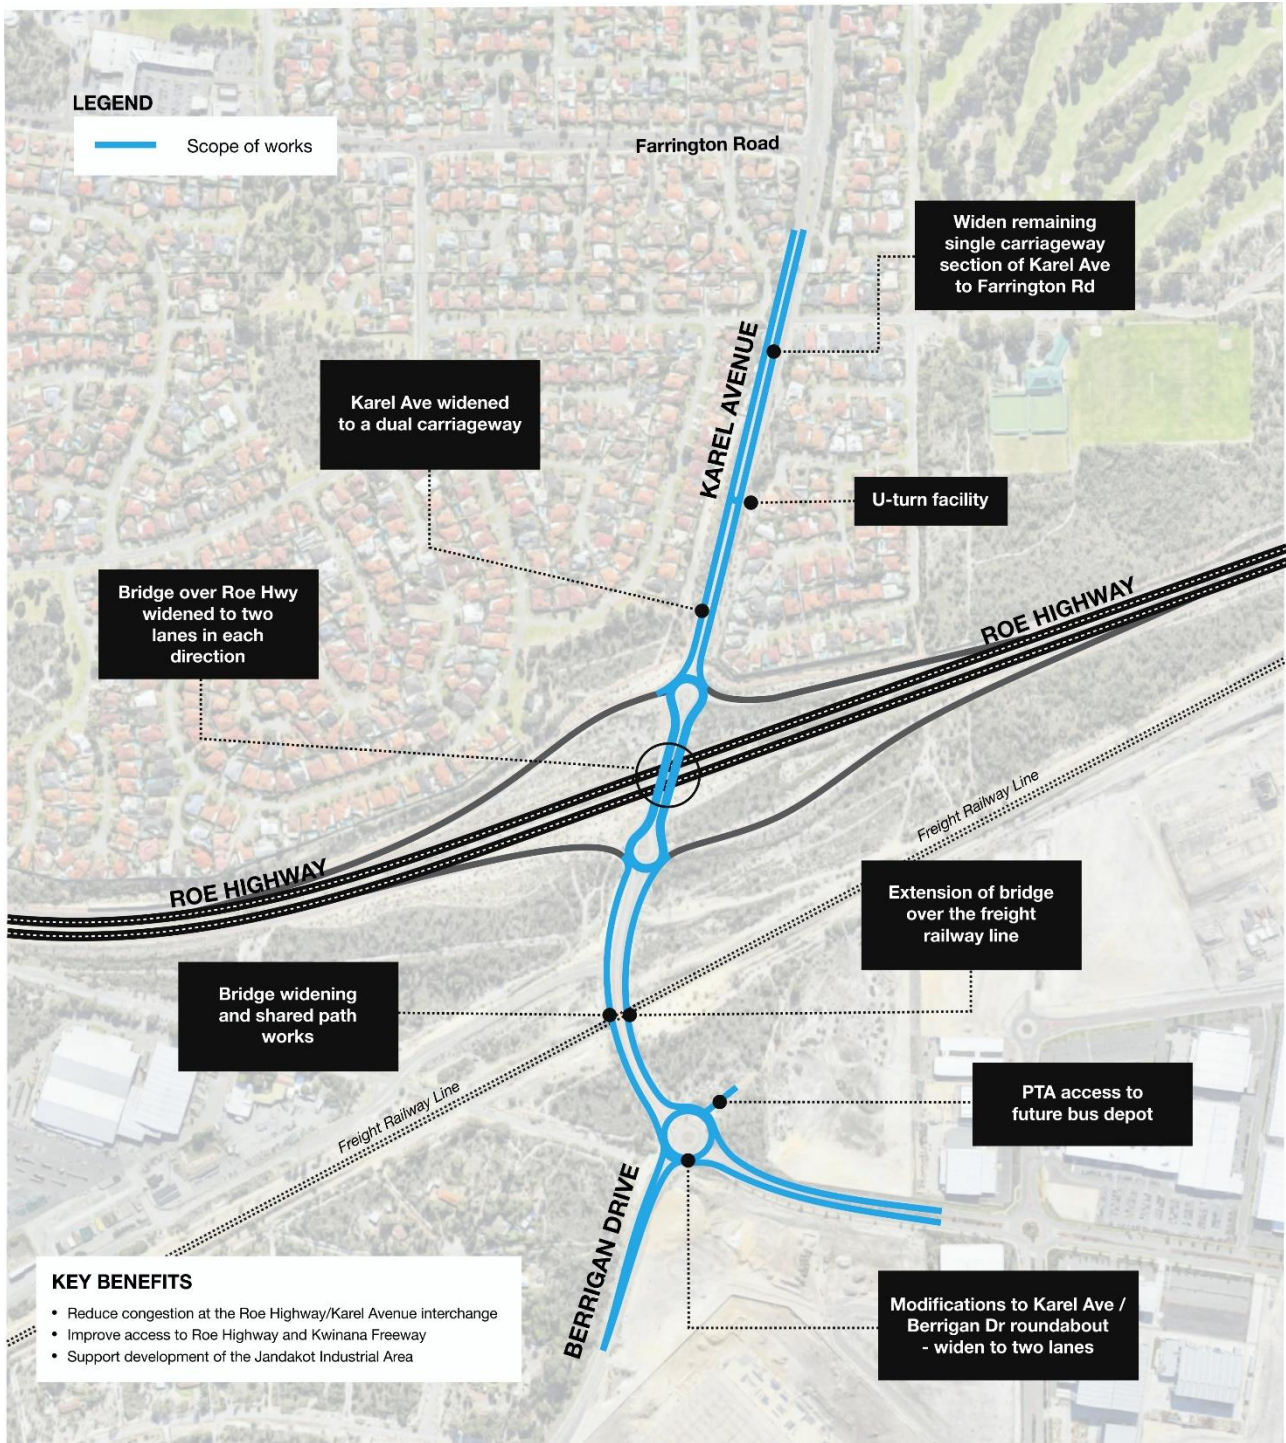 LEGEND
Scope of works
Farrington Road
Widen remaining
single carriageway
section of Karel Ave
to Farrington Rd
KAREL AVENUE
Karel Ave widened
to a dual carriageway
U-turn facility
Bridge over Roe Hwy
widened to two
lanes in each
direction
ROE HIGHWAY
Freight Railway Line
ROE HIGHWAY
Extension of bridge
over the freight
railway line
Bridge widening
and shared path
works
PTA access to
future bus depot
Freight Railway Line
BERRIGAN DRIVE
KEY BENEFITS
• Reduce congestion at the Roe Highway/Karel Avenue interchange
• Improve access to Roe Highway and Kwinana Freeway
• Support development of the Jandakot Industrial Area
Modifications to Karel Ave /
Berrigan Dr roundabout
- widen to two lanes